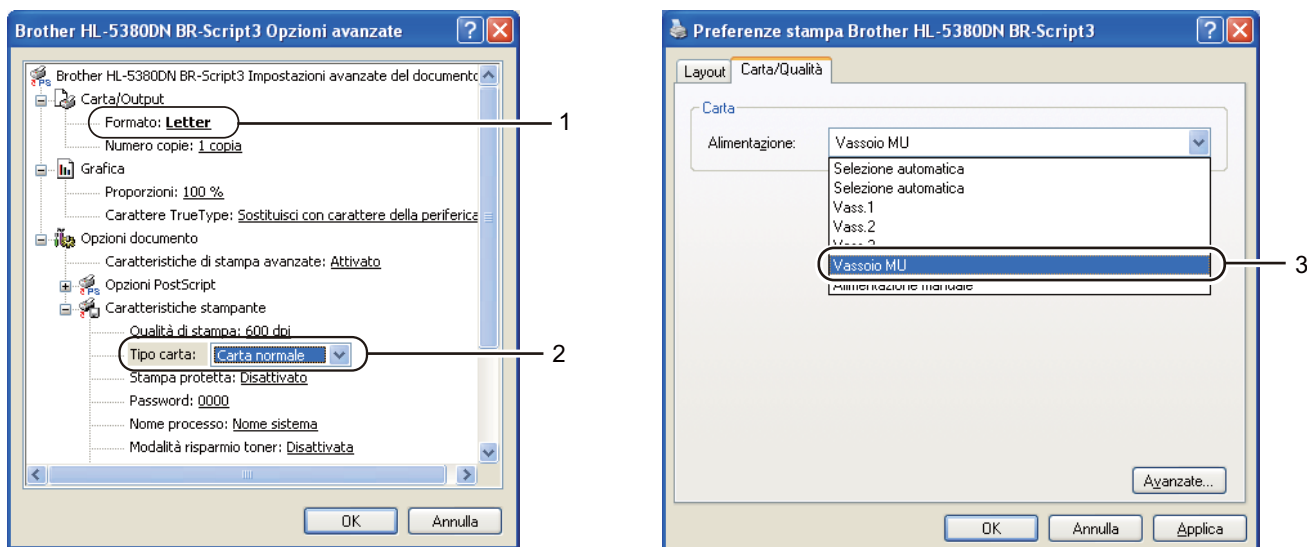 Brother HL-5380DN BR-Script3 Opzioni avanzate
Brother HL-5380DN BR-Script3 Impostazioni avanzate del documento
Carta/Output
Formato: Letter
1
Numero copie: 1 copia
Grafica
Proporzioni: 100 %
Carattere TrueType: Sostituisci con carattere della periferica
Opzioni documento
Caratteristiche di stampa avanzate: Attivato
Opzioni PostScript
Caratteristiche stampante
Qualità di stampa: 600 dpi
Tipo carta: Carta normale
2
Stampa protetta: Disattivato
Password: 0000
Nome processo: Nome sistema
Modalità risparmio toner: Disattivata
OK Annulla
Preferenze stampa Brother HL-5380DN BR-Script3
Layout Carta/Qualità
Carta
Alimentazione: Vassoio MU
Selezione automatica
Selezione automatica
Vass.1
Vass.2
Vassoio MU
3
Alimentazione manuale
Avanzate...
OK Annulla Applica